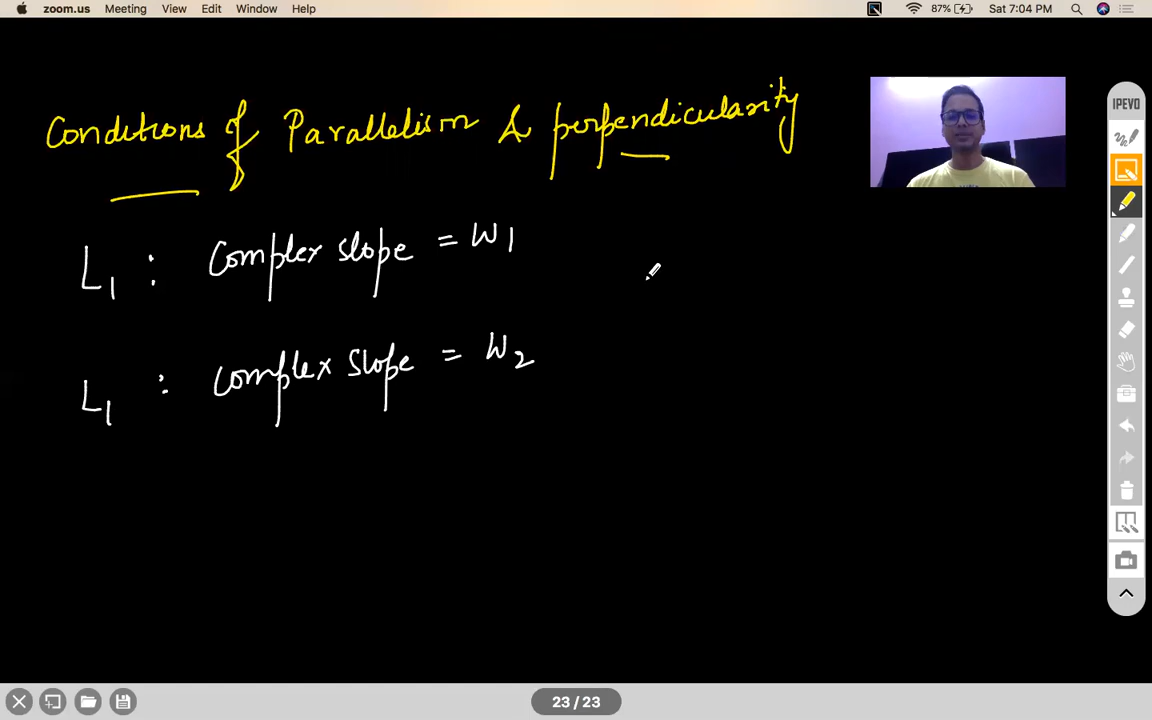 zoom.us Meeting View Edit Window Help 87% Sat 7:04 PM
Conditions of Parallelism & perpendicularity
IPEVO
L1 : Complex slope = W1
L1 : Complex slope = W2
23 / 23